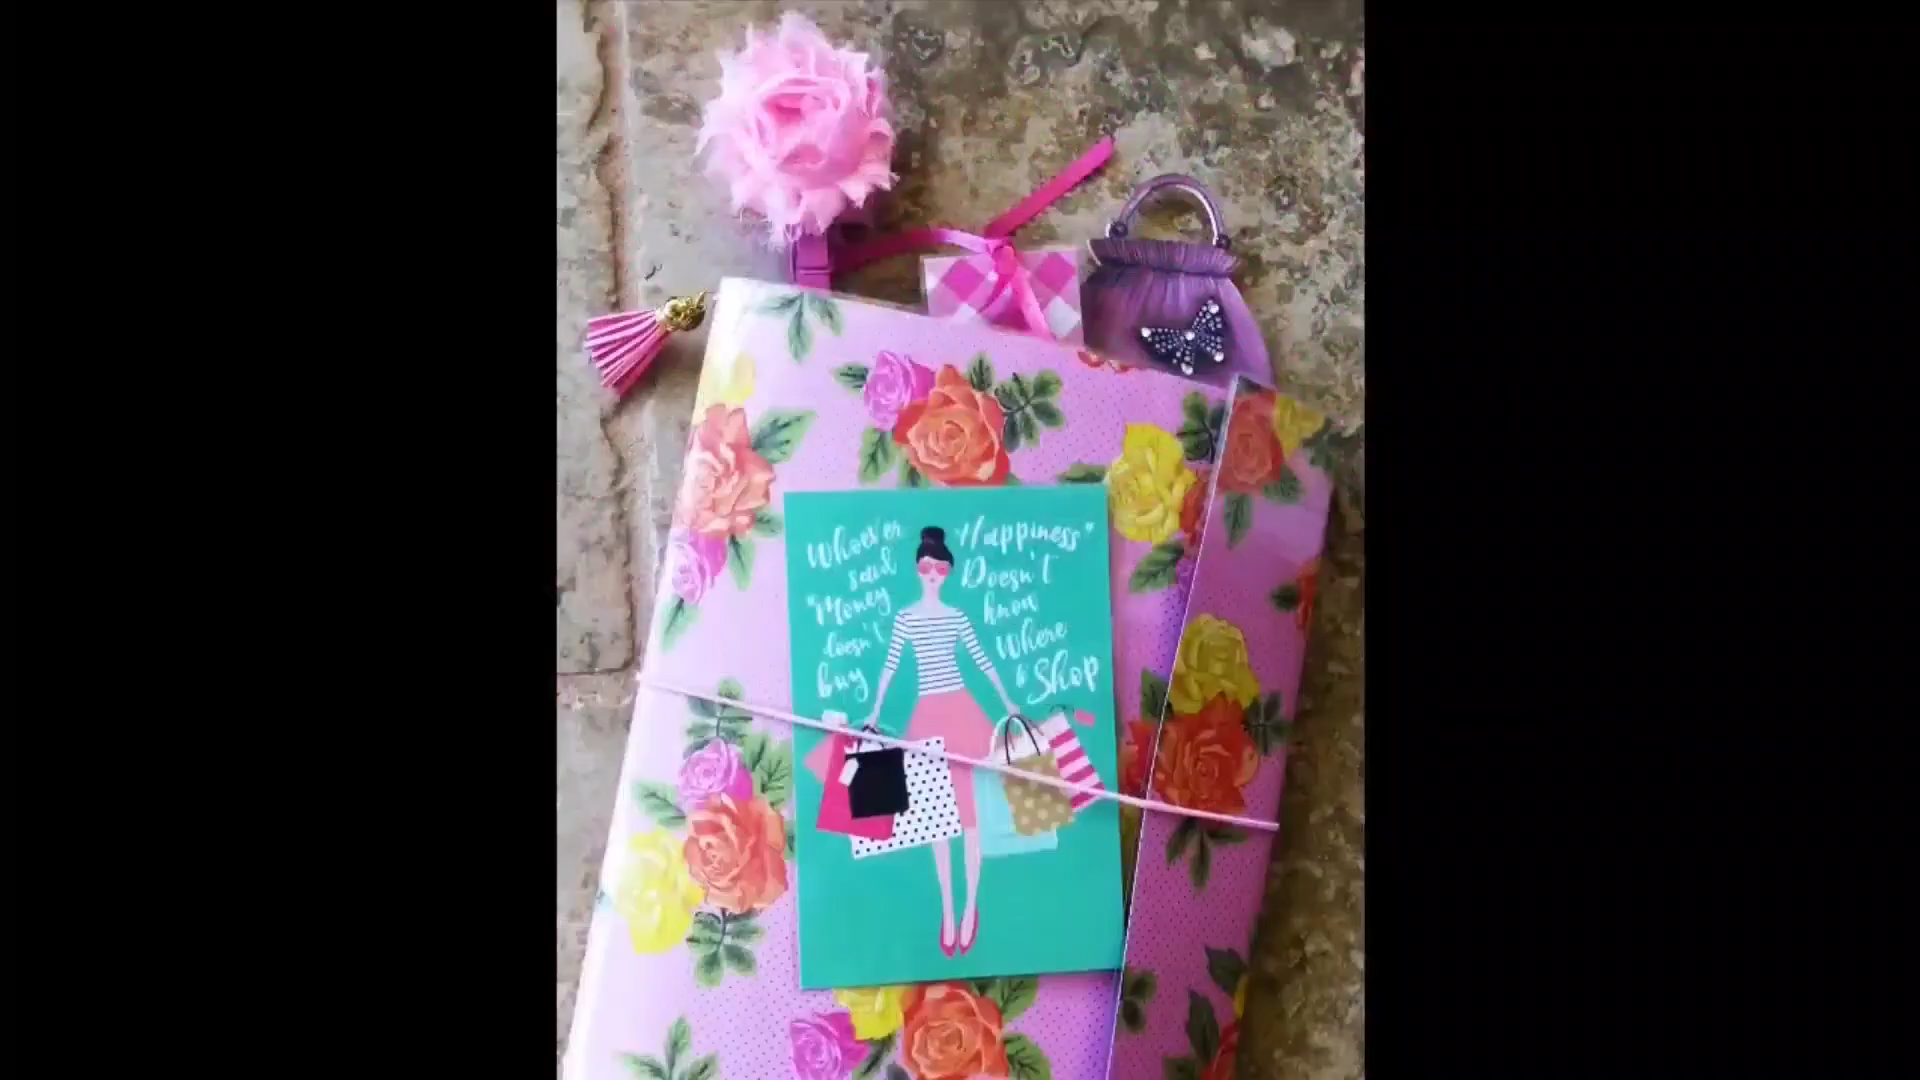 Whoever
said
"Money
doesn't
buy
Happiness"
Doesn't
know
Where
to Shop